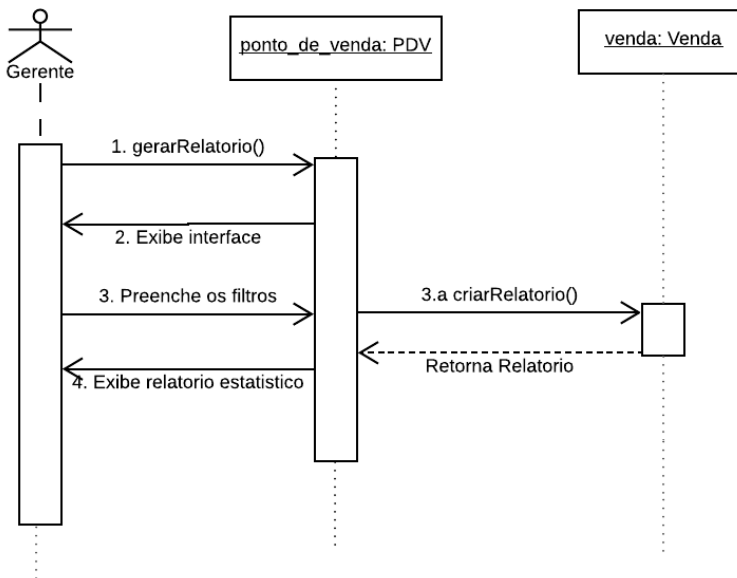 Gerente
ponto_de_venda: PDV
venda: Venda
1. gerarRelatorio()
2. Exibe interface
3. Preenche os filtros
3.a criarRelatorio()
Retorna Relatorio
4. Exibe relatorio estatistico